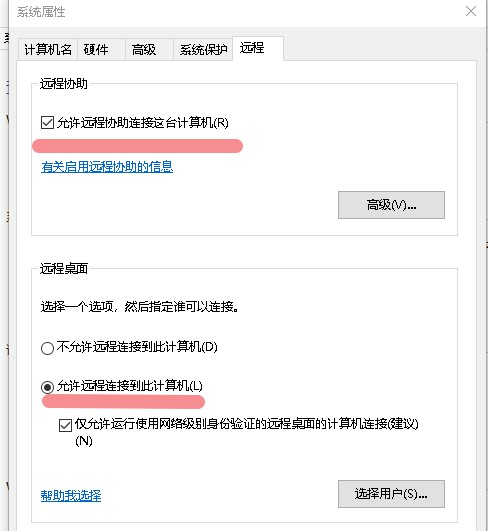 系统属性
计算机名 硬件 高级 系统保护 远程
远程协助
允许远程协助连接这台计算机(R)
有关启用远程协助的信息
高级(V)...
远程桌面
选择一个选项，然后指定谁可以连接。
不允许远程连接到此计算机(D)
允许远程连接到此计算机(L)
仅允许运行使用网络级别身份验证的远程桌面的计算机连接(建议)
(N)
帮助我选择
选择用户(S)...